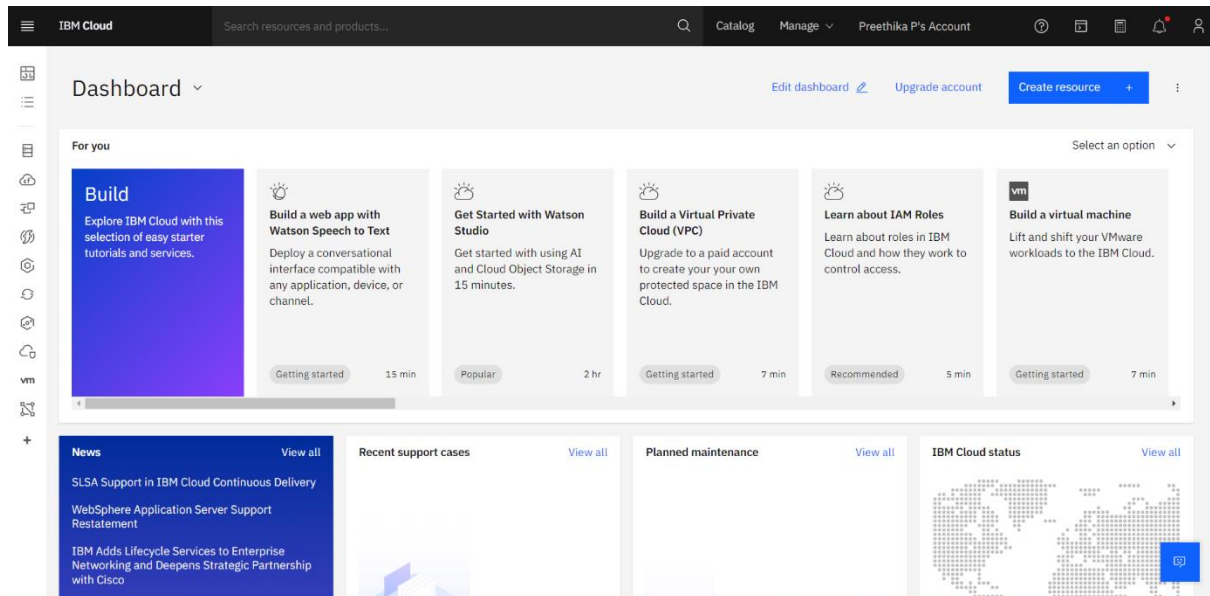 IBM Cloud
Search resources and products...
Catalog
Manage
Preethika P's Account
Dashboard
Edit dashboard
Upgrade account
Create resource +
For you
Select an option
Build
Explore IBM Cloud with this
selection of easy starter
tutorials and services.
Build a web app with
Watson Speech to Text
Deploy a conversational
interface compatible with
any application, device, or
channel.
Getting started
15 min
Get Started with Watson
Studio
Get started with using AI
and Cloud Object Storage in
15 minutes.
Popular
2 hr
Build a Virtual Private
Cloud (VPC)
Upgrade to a paid account
to create your your own
protected space in the IBM
Cloud.
Getting started
7 min
Learn about IAM Roles
Learn about roles in IBM
Cloud and how they work to
control access.
Recommended
5 min
vm
Build a virtual machine
Lift and shift your VMware
workloads to the IBM Cloud.
Getting started
7 min
vm
+
News
View all
SLSA Support in IBM Cloud Continuous Delivery
WebSphere Application Server Support
Restatement
IBM Adds Lifecycle Services to Enterprise
Networking and Deepens Strategic Partnership
with Cisco
Recent support cases
View all
Planned maintenance
View all
IBM Cloud status
View all